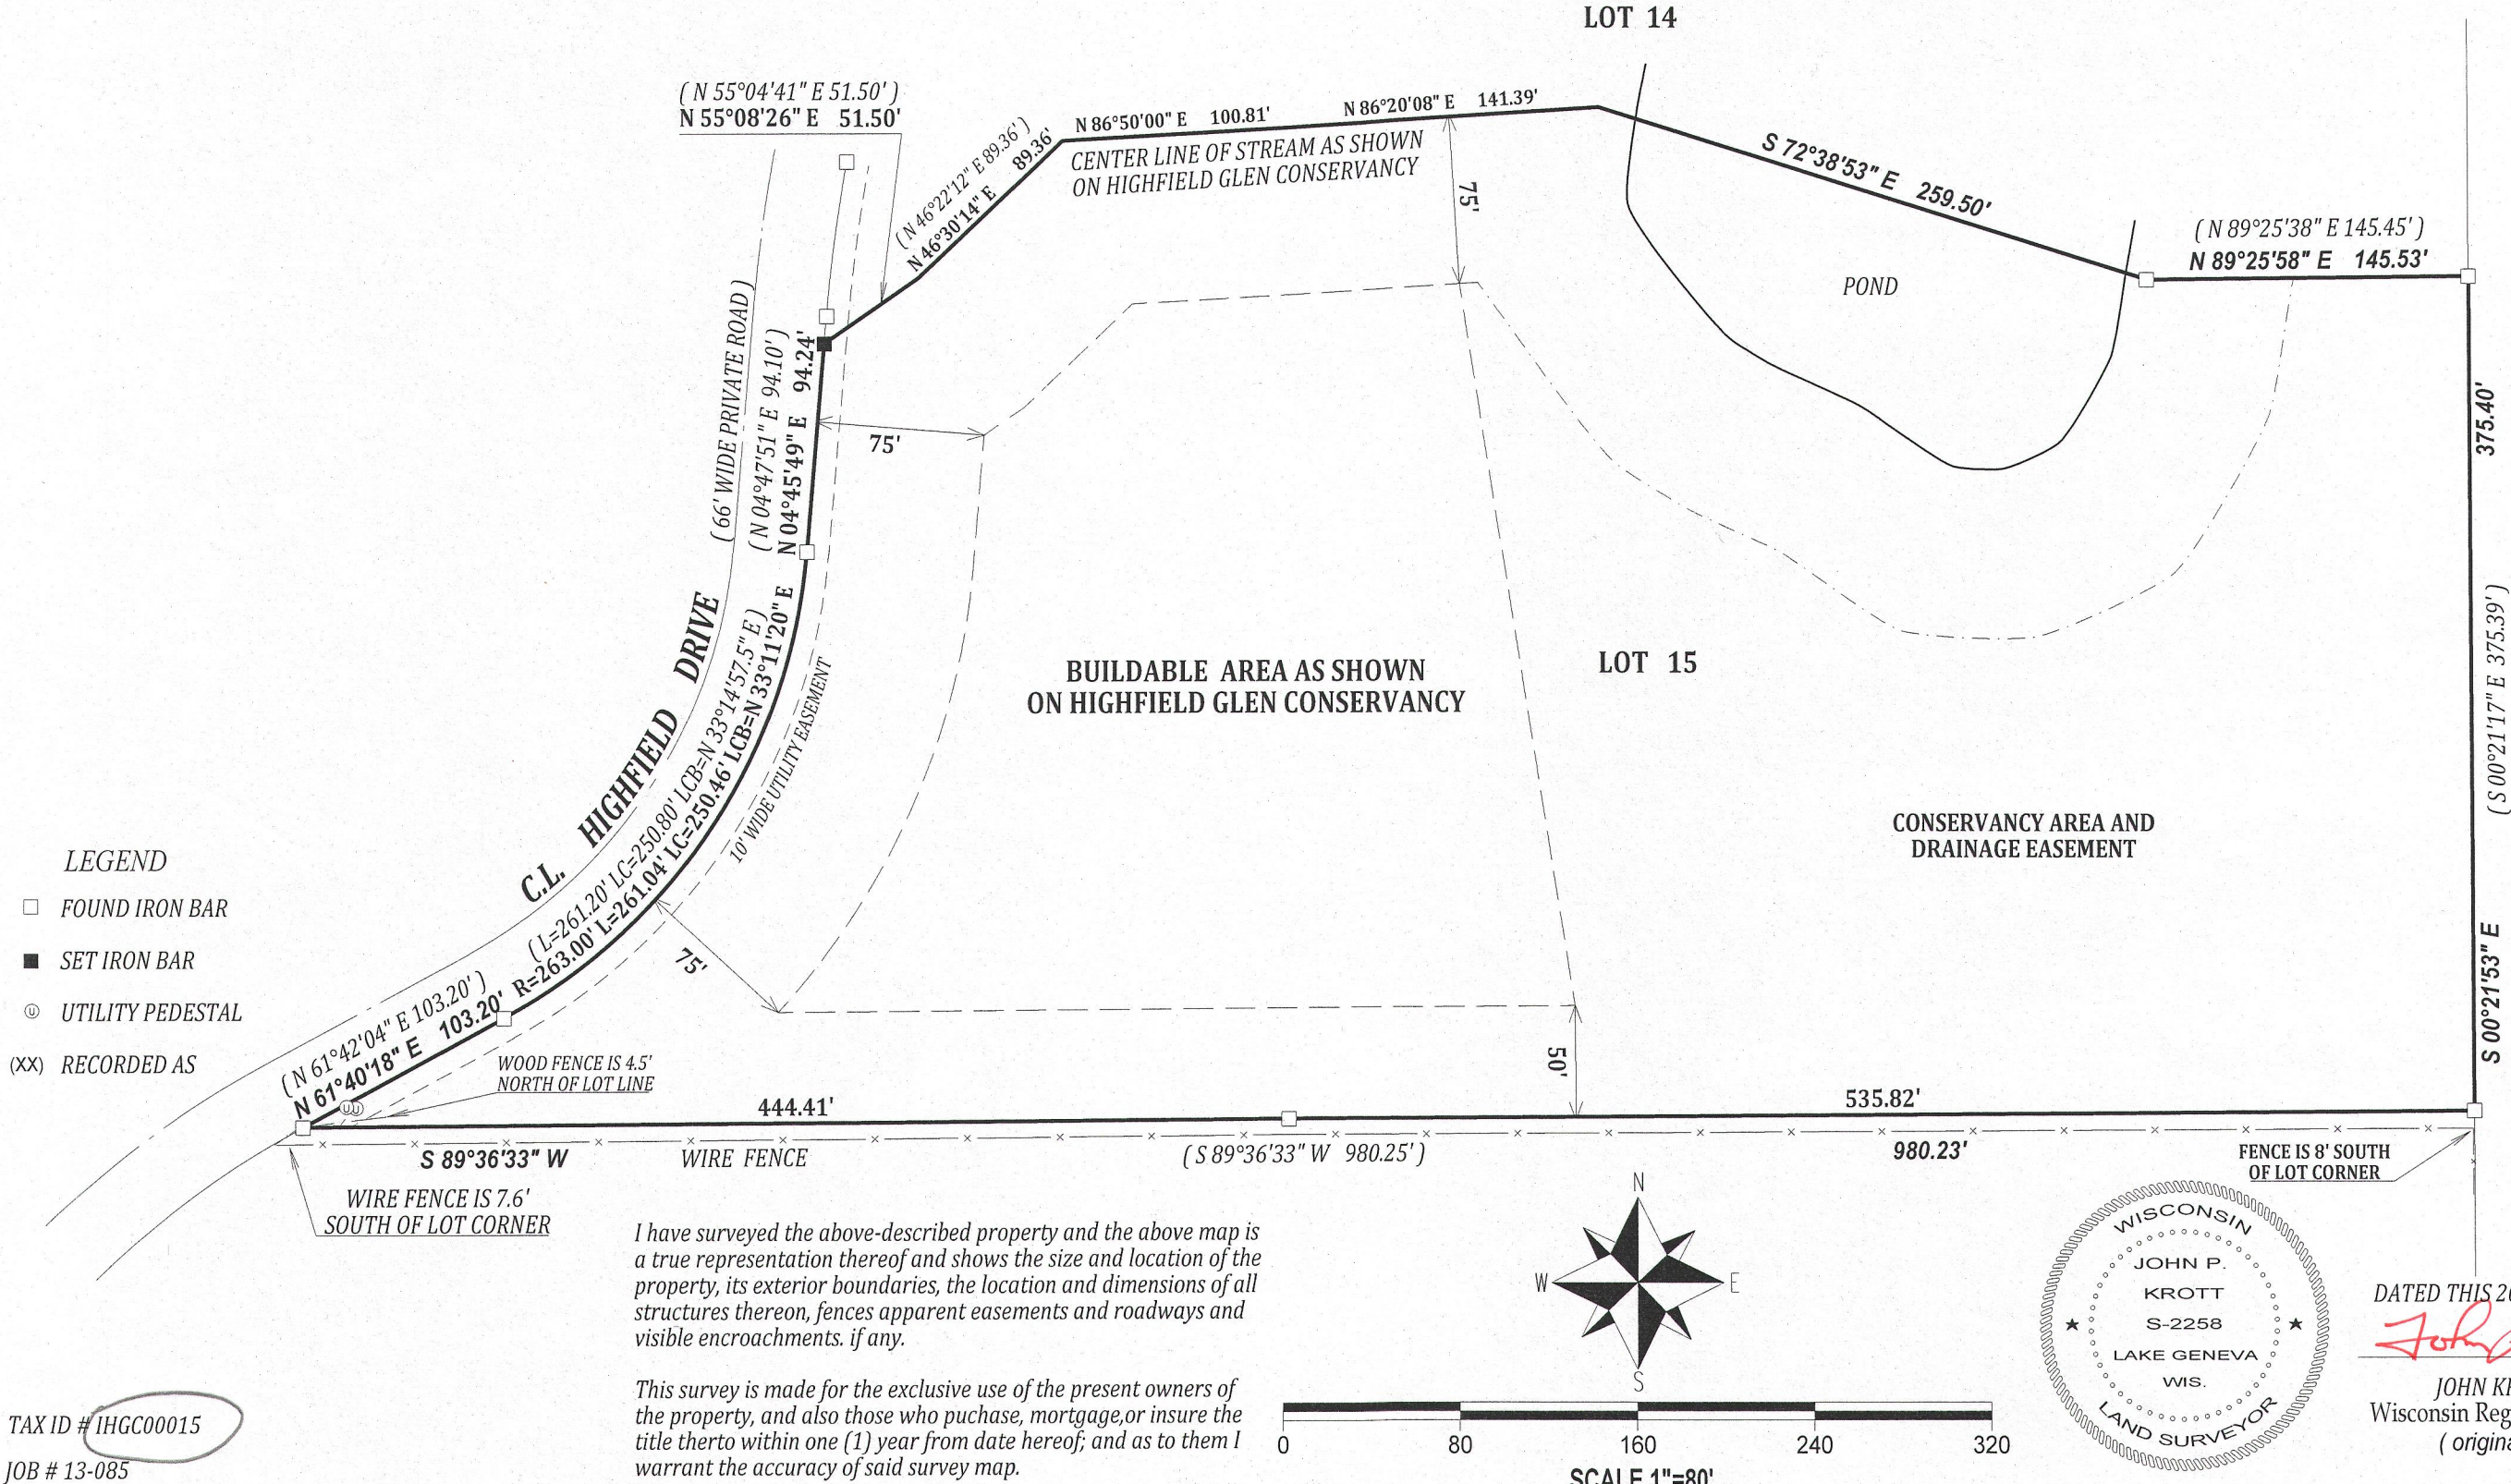 LOT 14
( N 55°04'41" E 51.50' )
N 55°08'26" E 51.50'
( N 46°22'12" E 89.36' )
N 46°30'14" E 89.36'
N 86°50'00" E 100.81'
N 86°20'08" E 141.39'
CENTER LINE OF STREAM AS SHOWN
ON HIGHFIELD GLEN CONSERVANCY
75'
S 72°38'53" E 259.50'
( N 89°25'38" E 145.45' )
N 89°25'58" E 145.53'
POND
( 66' WIDE PRIVATE ROAD )
( N 04°47'51" E 94.10' )
N 04°45'49" E 94.24'
75'
375.40'
( S 00°21'17" E 375.39' )
S 00°21'53" E
C.L. HIGHFIELD DRIVE
( L=261.20' LC=250.80' LCB=N 33°14'57.5" E )
R=263.00' L=261.04' LC=250.46' LCB=N 33°11'20" E
10' WIDE UTILITY EASEMENT
BUILDABLE AREA AS SHOWN
ON HIGHFIELD GLEN CONSERVANCY
LOT 15
CONSERVANCY AREA AND
DRAINAGE EASEMENT
LEGEND
FOUND IRON BAR
SET IRON BAR
U UTILITY PEDESTAL
(XX) RECORDED AS
75'
( N 61°42'04" E 103.20' )
N 61°40'18" E 103.20'
U U
WOOD FENCE IS 4.5'
NORTH OF LOT LINE
50'
444.41'
535.82'
S 89°36'33" W
WIRE FENCE
( S 89°36'33" W 980.25' )
980.23'
FENCE IS 8' SOUTH
OF LOT CORNER
WIRE FENCE IS 7.6'
SOUTH OF LOT CORNER
I have surveyed the above-described property and the above map is
a true representation thereof and shows the size and location of the
property, its exterior boundaries, the location and dimensions of all
structures thereon, fences apparent easements and roadways and
visible encroachments. if any.
This survey is made for the exclusive use of the present owners of
the property, and also those who puchase, mortgage,or insure the
title therto within one (1) year from date hereof; and as to them I
warrant the accuracy of said survey map.
N
W E
S
0 80 160 240 320
SCALE 1"=80'
WISCONSIN
JOHN P.
KROTT
S-2258
LAKE GENEVA
WIS.
LAND SURVEYOR
DATED THIS 20
John
JOHN K
Wisconsin Reg
( origina
TAX ID # IHGC00015
JOB # 13-085